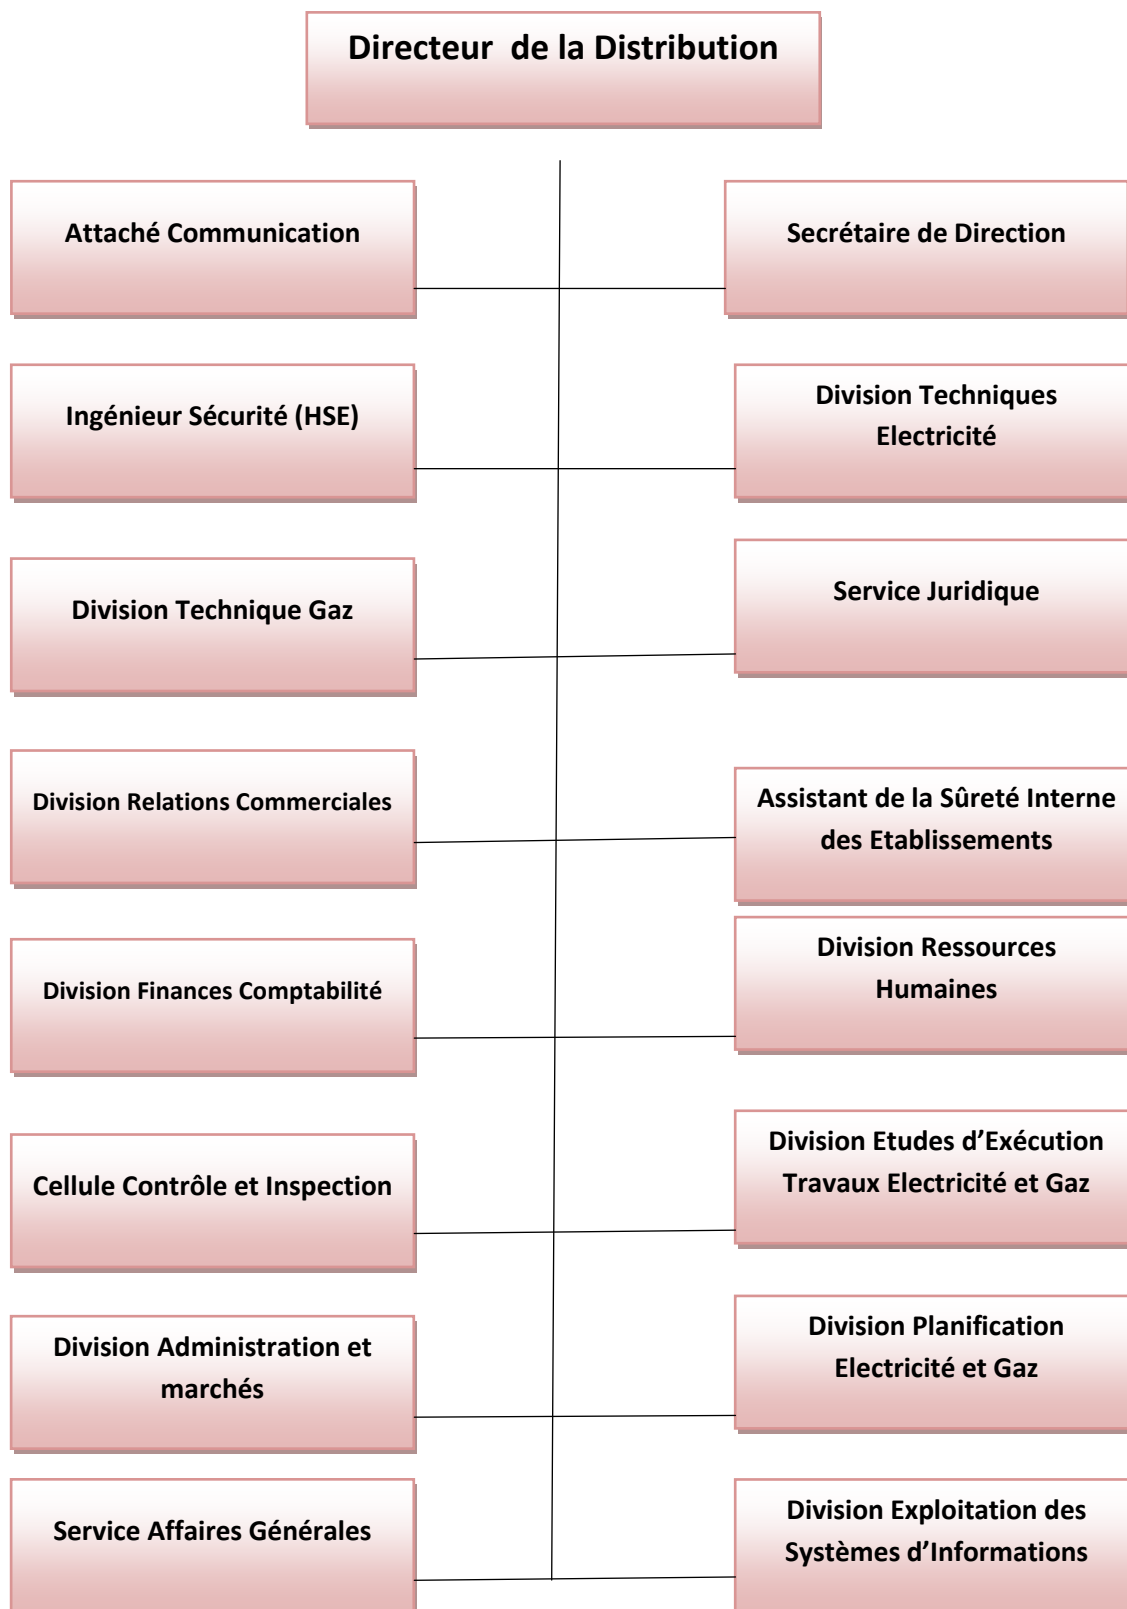 Directeur de la Distribution
Attaché Communication
Secrétaire de Direction
Ingénieur Sécurité (HSE)
Division Techniques
Electricité
Division Technique Gaz
Service Juridique
Division Relations Commerciales
Assistant de la Sûreté Interne
des Etablissements
Division Finances Comptabilité
Division Ressources
Humaines
Cellule Contrôle et Inspection
Division Etudes d’Exécution
Travaux Electricité et Gaz
Division Administration et
marchés
Division Planification
Electricité et Gaz
Service Affaires Générales
Division Exploitation des
Systèmes d’Informations